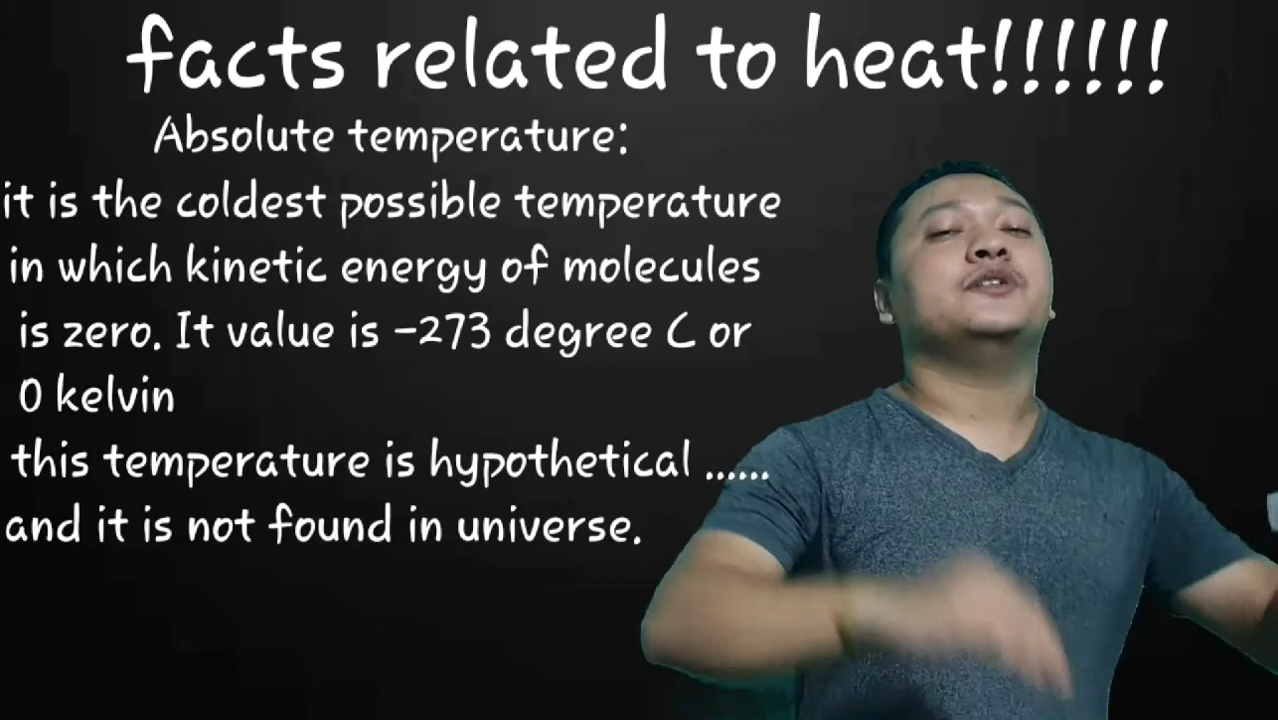 facts related to heat!!!!!!
Absolute temperature:
it is the coldest possible temperature
in which kinetic energy of molecules
is zero. It value is -273 degree C or
0 kelvin
this temperature is hypothetical ......
and it is not found in universe.